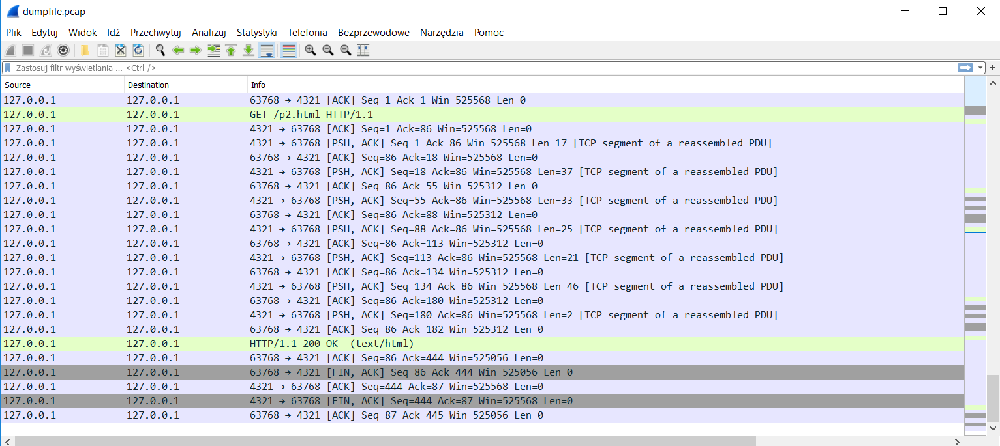 dumpfile.pcap
Plik Edytuj Widok Idź Przechwytuj Analizuj Statystyki Telefonia Bezprzewodowe Narzędzia Pomoc
Zastosuj filtr wyświetlania ... <Ctrl-/>
Source Destination Info
127.0.0.1 127.0.0.1 63768 → 4321 [ACK] Seq=1 Ack=1 Win=525568 Len=0
127.0.0.1 127.0.0.1 GET /p2.html HTTP/1.1
127.0.0.1 127.0.0.1 4321 → 63768 [ACK] Seq=1 Ack=86 Win=525568 Len=0
127.0.0.1 127.0.0.1 4321 → 63768 [PSH, ACK] Seq=1 Ack=86 Win=525568 Len=17 [TCP segment of a reassembled PDU]
127.0.0.1 127.0.0.1 63768 → 4321 [ACK] Seq=86 Ack=18 Win=525568 Len=0
127.0.0.1 127.0.0.1 4321 → 63768 [PSH, ACK] Seq=18 Ack=86 Win=525568 Len=37 [TCP segment of a reassembled PDU]
127.0.0.1 127.0.0.1 63768 → 4321 [ACK] Seq=86 Ack=55 Win=525312 Len=0
127.0.0.1 127.0.0.1 4321 → 63768 [PSH, ACK] Seq=55 Ack=86 Win=525568 Len=33 [TCP segment of a reassembled PDU]
127.0.0.1 127.0.0.1 63768 → 4321 [ACK] Seq=86 Ack=88 Win=525312 Len=0
127.0.0.1 127.0.0.1 4321 → 63768 [PSH, ACK] Seq=88 Ack=86 Win=525568 Len=25 [TCP segment of a reassembled PDU]
127.0.0.1 127.0.0.1 63768 → 4321 [ACK] Seq=86 Ack=113 Win=525312 Len=0
127.0.0.1 127.0.0.1 4321 → 63768 [PSH, ACK] Seq=113 Ack=86 Win=525568 Len=21 [TCP segment of a reassembled PDU]
127.0.0.1 127.0.0.1 63768 → 4321 [ACK] Seq=86 Ack=134 Win=525312 Len=0
127.0.0.1 127.0.0.1 4321 → 63768 [PSH, ACK] Seq=134 Ack=86 Win=525568 Len=46 [TCP segment of a reassembled PDU]
127.0.0.1 127.0.0.1 63768 → 4321 [ACK] Seq=86 Ack=180 Win=525312 Len=0
127.0.0.1 127.0.0.1 4321 → 63768 [PSH, ACK] Seq=180 Ack=86 Win=525568 Len=2 [TCP segment of a reassembled PDU]
127.0.0.1 127.0.0.1 63768 → 4321 [ACK] Seq=86 Ack=182 Win=525312 Len=0
127.0.0.1 127.0.0.1 HTTP/1.1 200 OK (text/html)
127.0.0.1 127.0.0.1 63768 → 4321 [ACK] Seq=86 Ack=444 Win=525056 Len=0
127.0.0.1 127.0.0.1 63768 → 4321 [FIN, ACK] Seq=86 Ack=444 Win=525056 Len=0
127.0.0.1 127.0.0.1 4321 → 63768 [ACK] Seq=444 Ack=87 Win=525568 Len=0
127.0.0.1 127.0.0.1 4321 → 63768 [FIN, ACK] Seq=444 Ack=87 Win=525568 Len=0
127.0.0.1 127.0.0.1 63768 → 4321 [ACK] Seq=87 Ack=445 Win=525056 Len=0